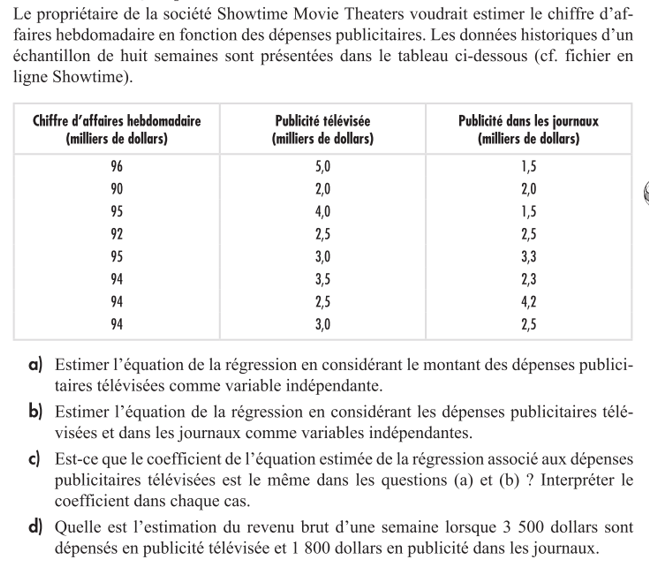 Le propriétaire de la société Showtime Movie Theaters voudrait estimer le chiffre d'af-
faires hebdomadaire en fonction des dépenses publicitaires. Les données historiques d'un
échantillon de huit semaines sont présentées dans le tableau ci-dessous (cf. fichier en
ligne Showtime).
Chiffre d'affaires hebdomadaire Publicité télévisée Publicité dans les journaux
(milliers de dollars) (milliers de dollars) (milliers de dollars)
96 5,0 1,5
90 2,0 2,0
95 4,0 1,5
92 2,5 2,5
95 3,0 3,3
94 3,5 2,3
94 2,5 4,2
94 3,0 2,5
a) Estimer l'équation de la régression en considérant le montant des dépenses publici-
taires télévisées comme variable indépendante.
b) Estimer l'équation de la régression en considérant les dépenses publicitaires télé-
visées et dans les journaux comme variables indépendantes.
c) Est-ce que le coefficient de l'équation estimée de la régression associé aux dépenses
publicitaires télévisées est le même dans les questions (a) et (b) ? Interpréter le
coefficient dans chaque cas.
d) Quelle est l'estimation du revenu brut d'une semaine lorsque 3 500 dollars sont
dépensés en publicité télévisée et 1 800 dollars en publicité dans les journaux.